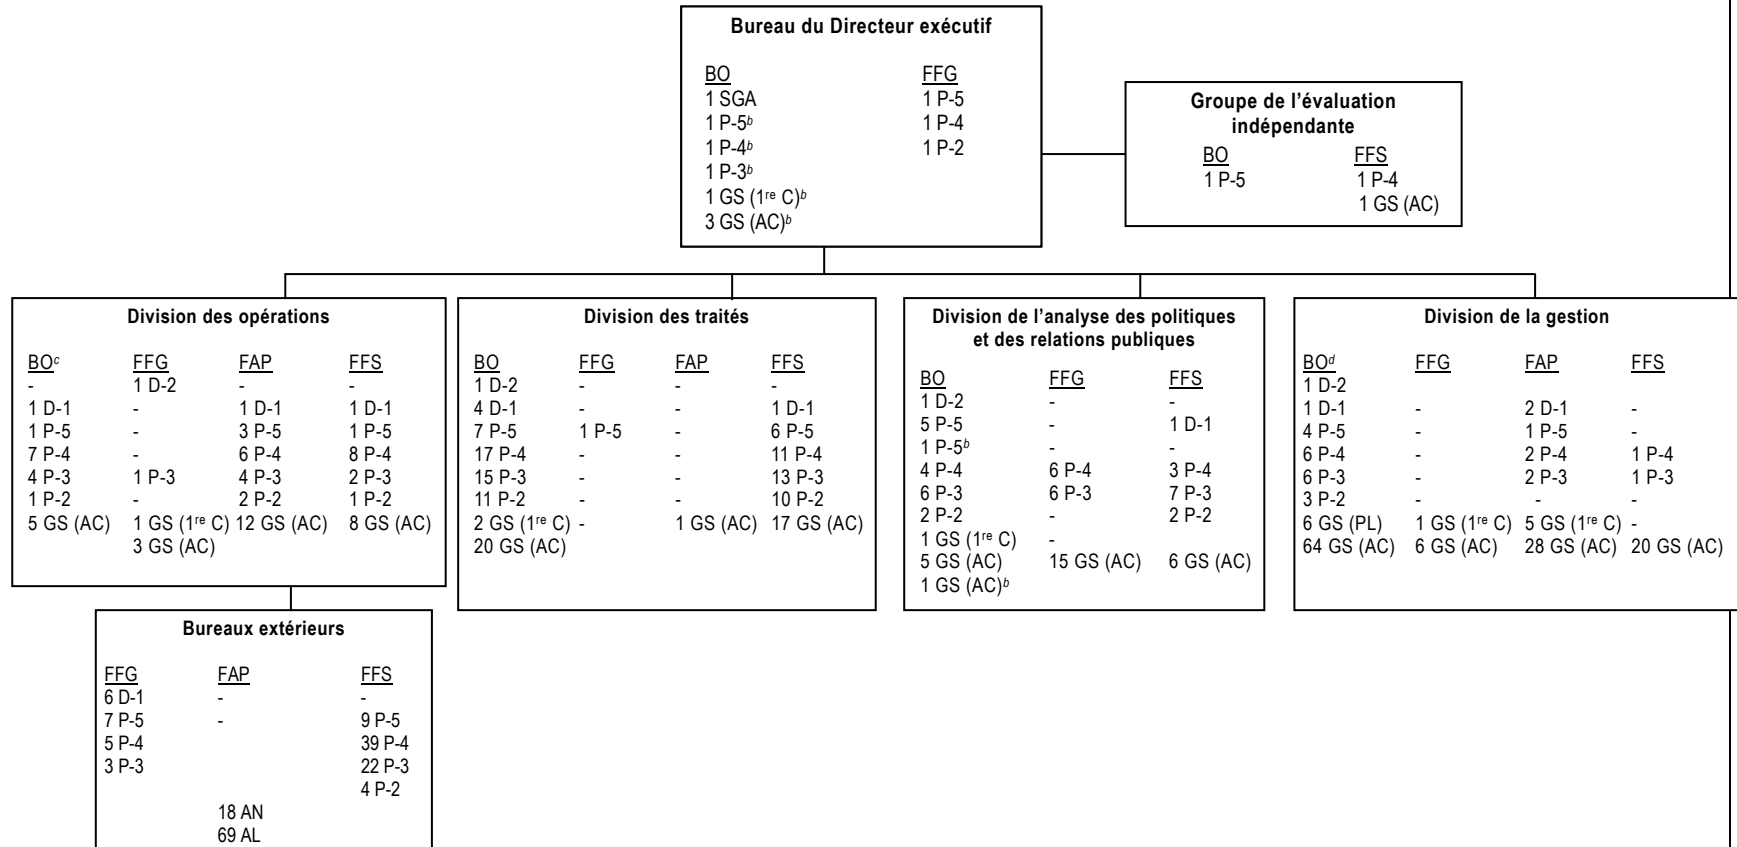 Bureau du Directeur exécutif
BO FFG
1 SGA 1 P-5
1 P-5ᵇ 1 P-4
1 P-4ᵇ 1 P-2
1 P-3ᵇ
1 GS (1ʳᵉ C)ᵇ
3 GS (AC)ᵇ
Groupe de l’évaluation
indépendante
BO FFS
1 P-5 1 P-4
1 GS (AC)
Division des opérations
BOᶜ FFG FAP FFS
- 1 D-2 - -
1 D-1 - 1 D-1 1 D-1
1 P-5 - 3 P-5 1 P-5
7 P-4 - 6 P-4 8 P-4
4 P-3 1 P-3 4 P-3 2 P-3
1 P-2 - 2 P-2 1 P-2
5 GS (AC) 1 GS (1ʳᵉ C) 12 GS (AC) 8 GS (AC)
3 GS (AC)
Division des traités
BO FFG FAP FFS
1 D-2 - - -
4 D-1 - - 1 D-1
7 P-5 1 P-5 - 6 P-5
17 P-4 - - 11 P-4
15 P-3 - - 13 P-3
11 P-2 - - 10 P-2
2 GS (1ʳᵉ C) - 1 GS (AC) 17 GS (AC)
20 GS (AC)
Division de l’analyse des politiques
et des relations publiques
BO FFG FFS
1 D-2 - -
5 P-5 - 1 D-1
1 P-5ᵇ - -
4 P-4 6 P-4 3 P-4
6 P-3 6 P-3 7 P-3
2 P-2 - 2 P-2
1 GS (1ʳᵉ C) -
5 GS (AC) 15 GS (AC) 6 GS (AC)
1 GS (AC)ᵇ
Division de la gestion
BOᵈ FFG FAP FFS
1 D-2
1 D-1 - 2 D-1 -
4 P-5 - 1 P-5 -
6 P-4 - 2 P-4 1 P-4
6 P-3 - 2 P-3 1 P-3
3 P-2 - - -
6 GS (PL) 1 GS (1ʳᵉ C) 5 GS (1ʳᵉ C) -
64 GS (AC) 6 GS (AC) 28 GS (AC) 20 GS (AC)
Bureaux extérieurs
FFG FAP FFS
6 D-1 - -
7 P-5 - 9 P-5
5 P-4 39 P-4
3 P-3 22 P-3
4 P-2
18 AN
69 AL